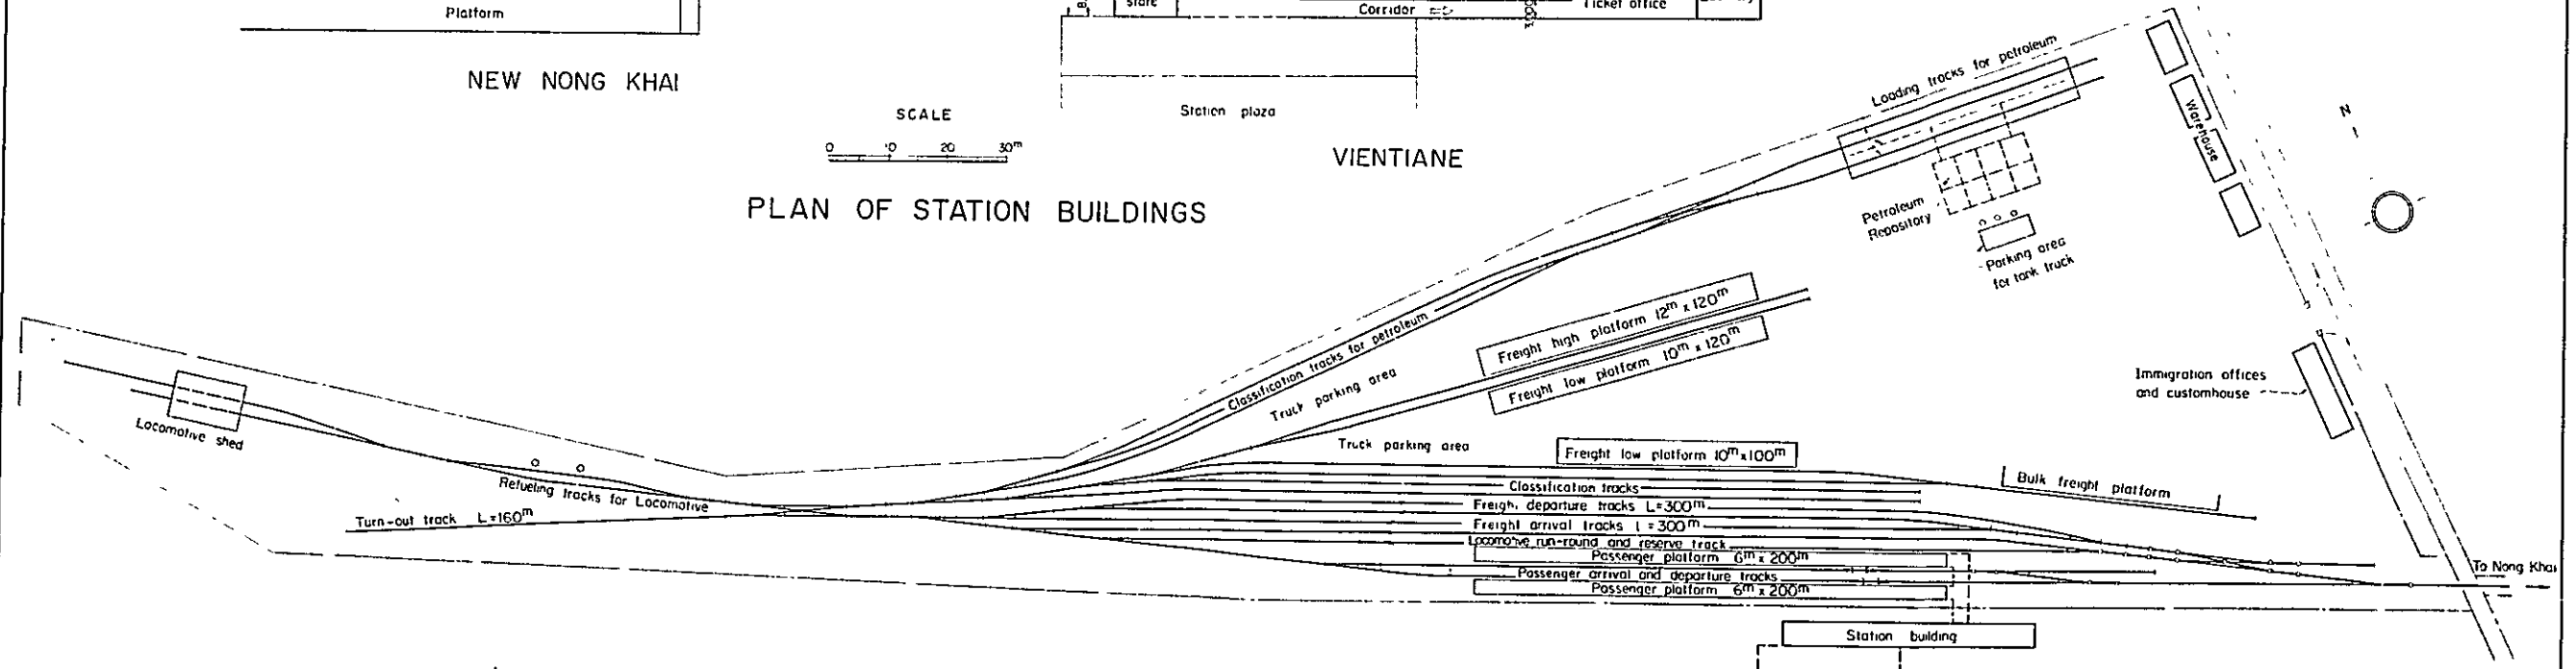 Platform
store
Corridor
Ticket office
NEW NONG KHAI
SCALE
0 10 20 30m
Station plaza
VIENTIANE
PLAN OF STATION BUILDINGS
Loading tracks for petroleum
Warehouse
N
Petroleum
Repository
Parking area
for tank truck
Classification tracks for petroleum
Truck parking area
Freight high platform 12m x 120m
Freight low platform 10m x 120m
Immigration offices
and customhouse
Locomotive shed
Truck parking area
Freight low platform 10m x 100m
Bulk freight platform
Refueling tracks for Locomotive
Turn-out track L=160m
Classification tracks
Freigh. departure tracks L=300m
Freight arrival tracks L=300m
Locomotive run-round and reserve track
Passenger platform 6m x 200m
Passenger arrival and departure tracks
Passenger platform 6m x 200m
To Nong Khai
Station building